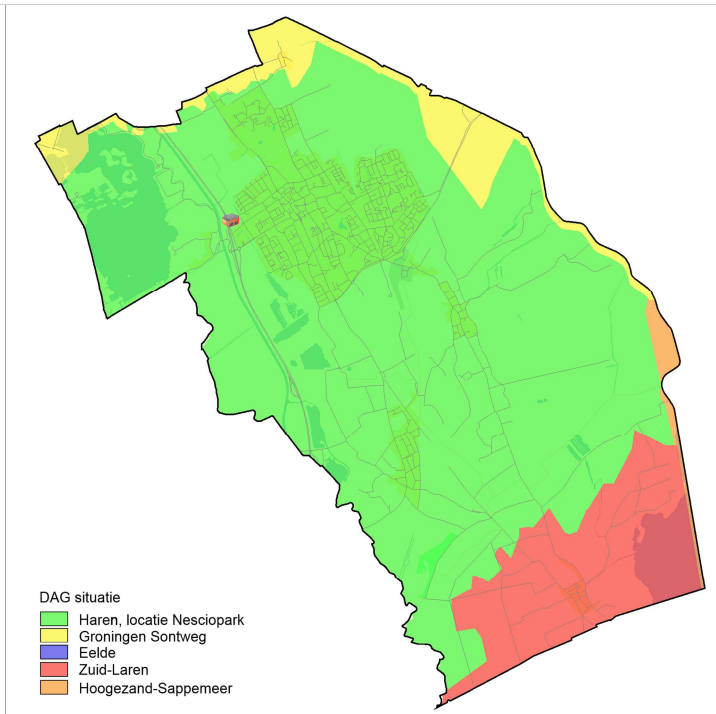 DAG situatie
Haren, locatie Nesciopark
Groningen Sontweg
Eelde
Zuid-Laren
Hoogezand-Sappemeer